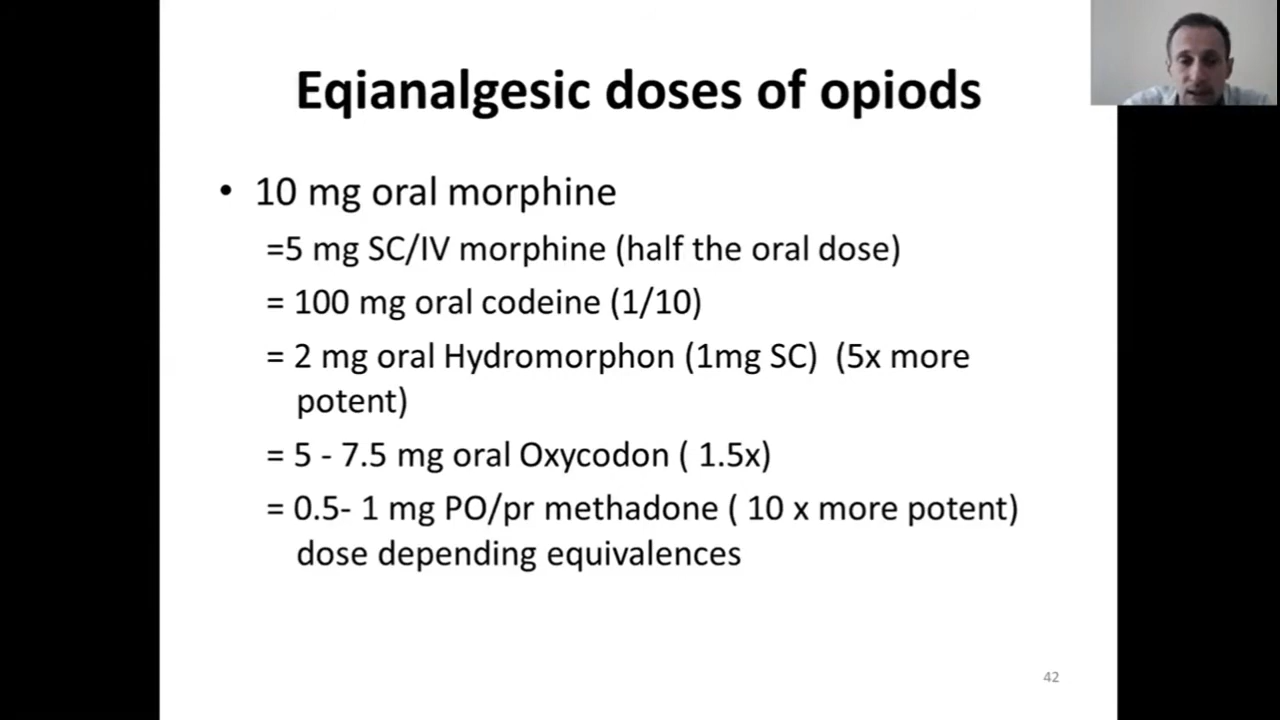 Eqianalgesic doses of opiods
• 10 mg oral morphine
=5 mg SC/IV morphine (half the oral dose)
= 100 mg oral codeine (1/10)
= 2 mg oral Hydromorphon (1mg SC)  (5x more
potent)
= 5 - 7.5 mg oral Oxycodon ( 1.5x)
= 0.5- 1 mg PO/pr methadone ( 10 x more potent)
dose depending equivalences
42